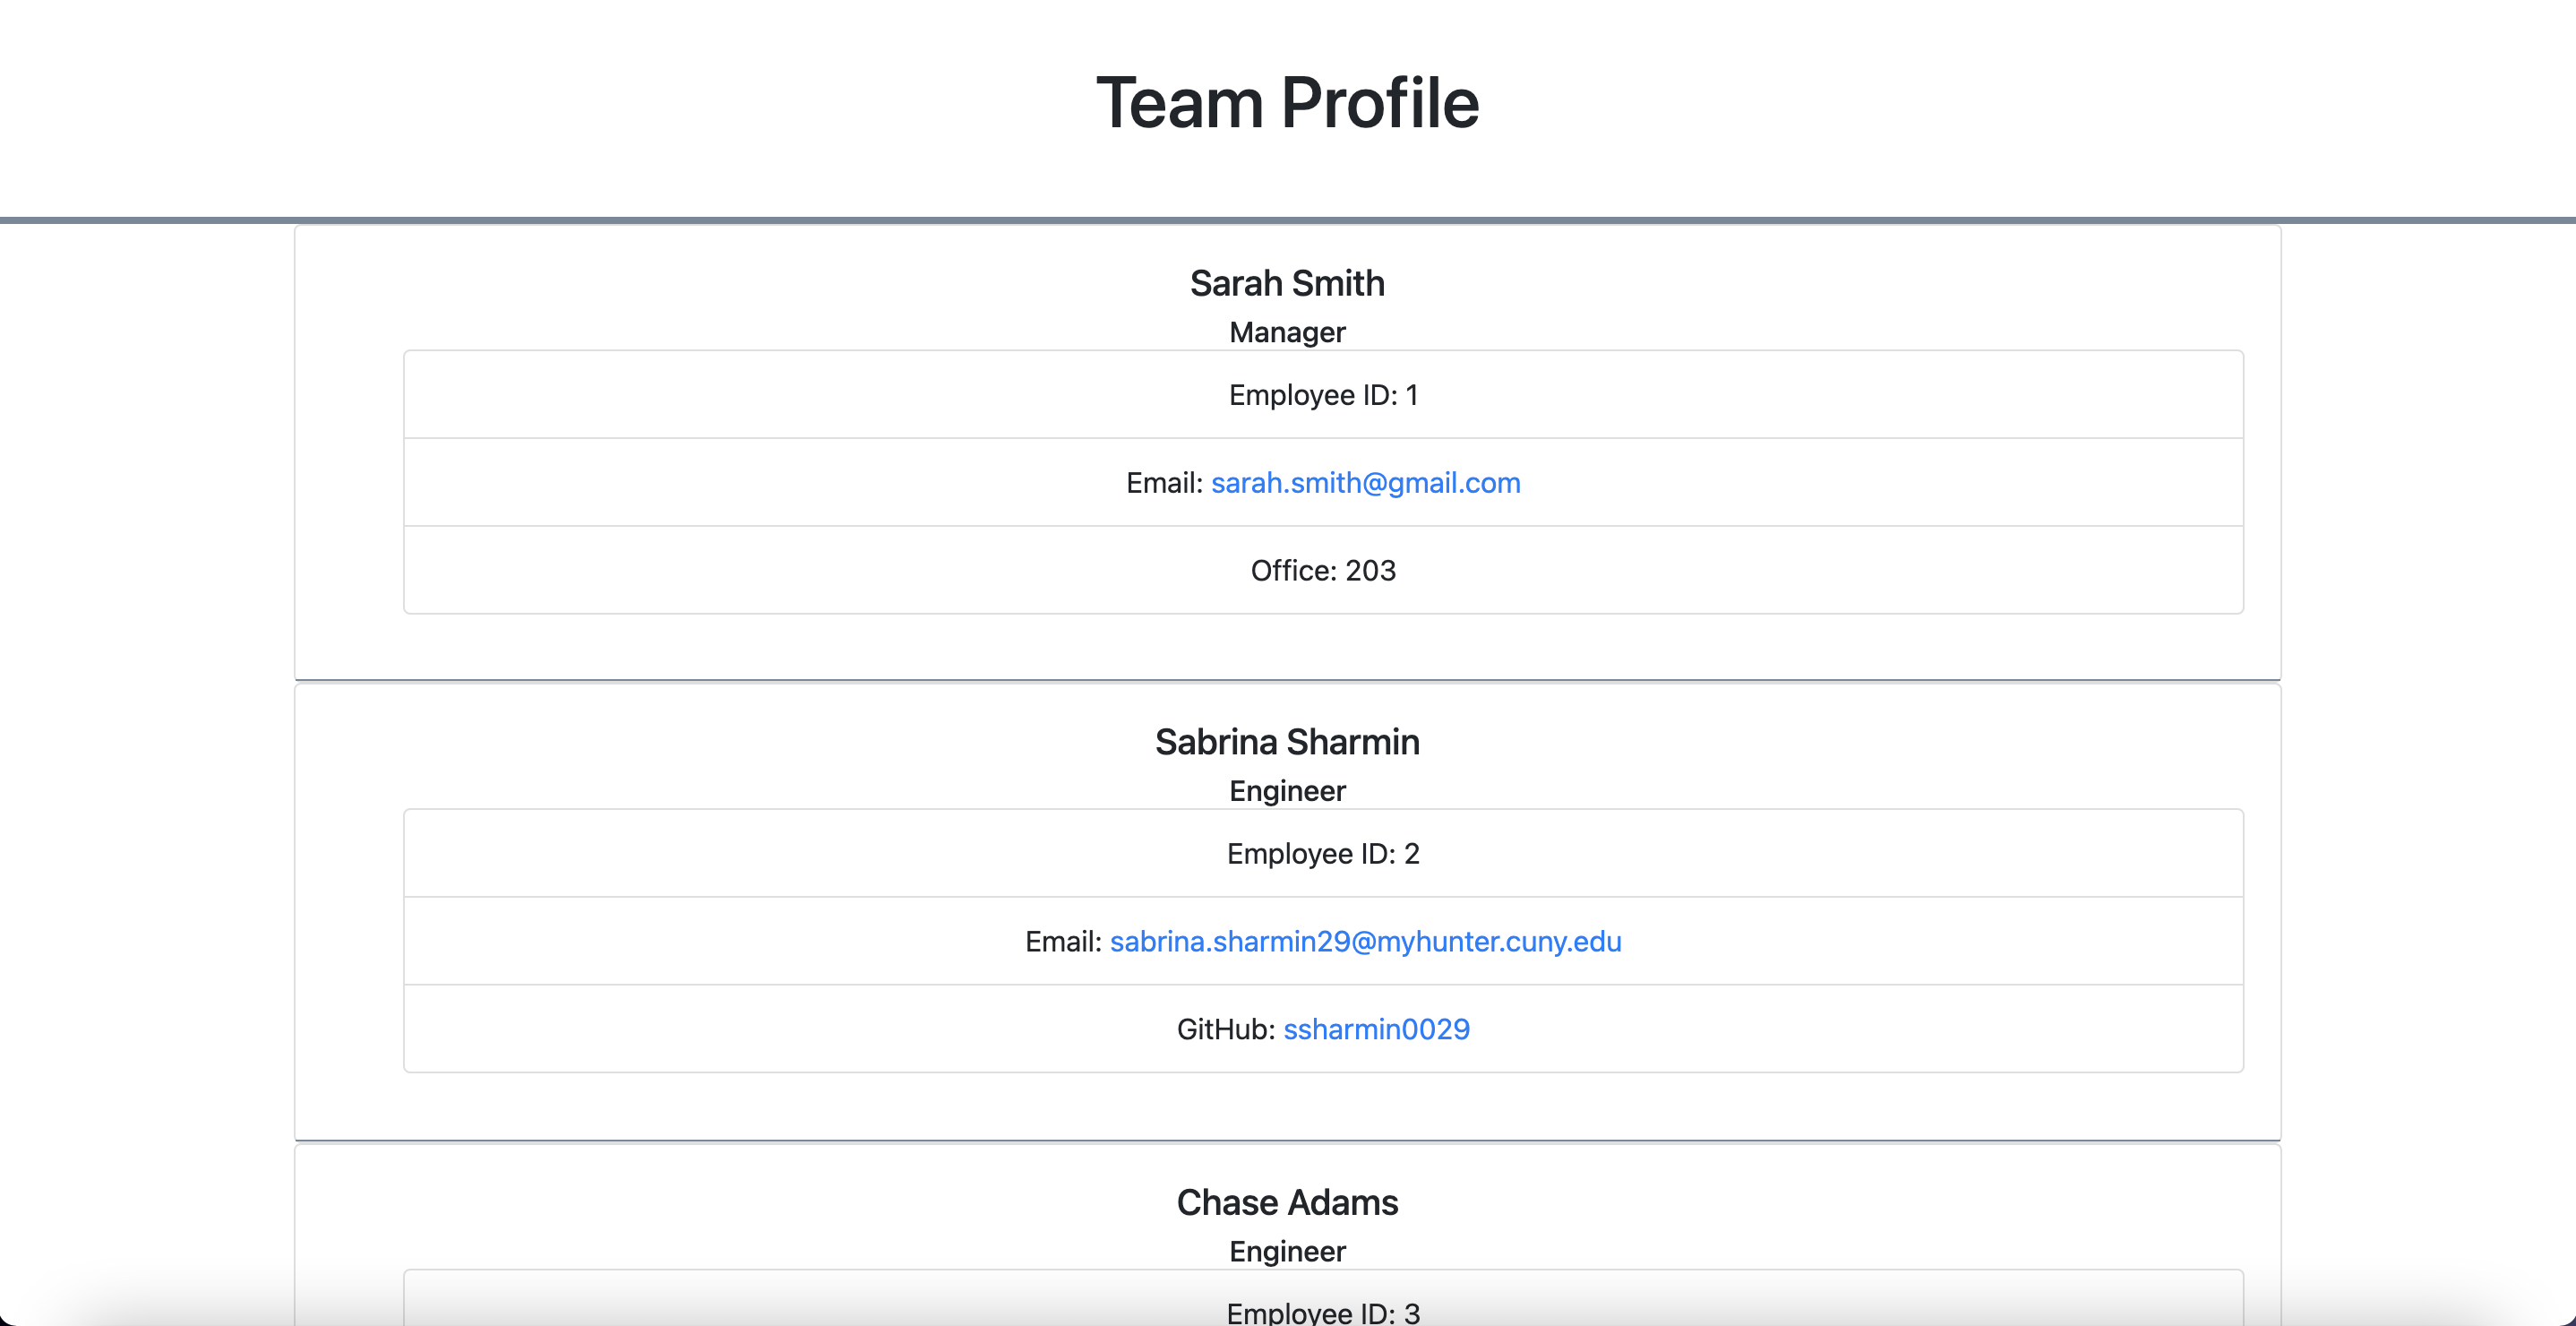 Team Profile
Sarah Smith
Manager
Employee ID: 1
Email: sarah.smith@gmail.com
Office: 203
Sabrina Sharmin
Engineer
Employee ID: 2
Email: sabrina.sharmin29@myhunter.cuny.edu
GitHub: ssharmin0029
Chase Adams
Engineer
Employee ID: 3